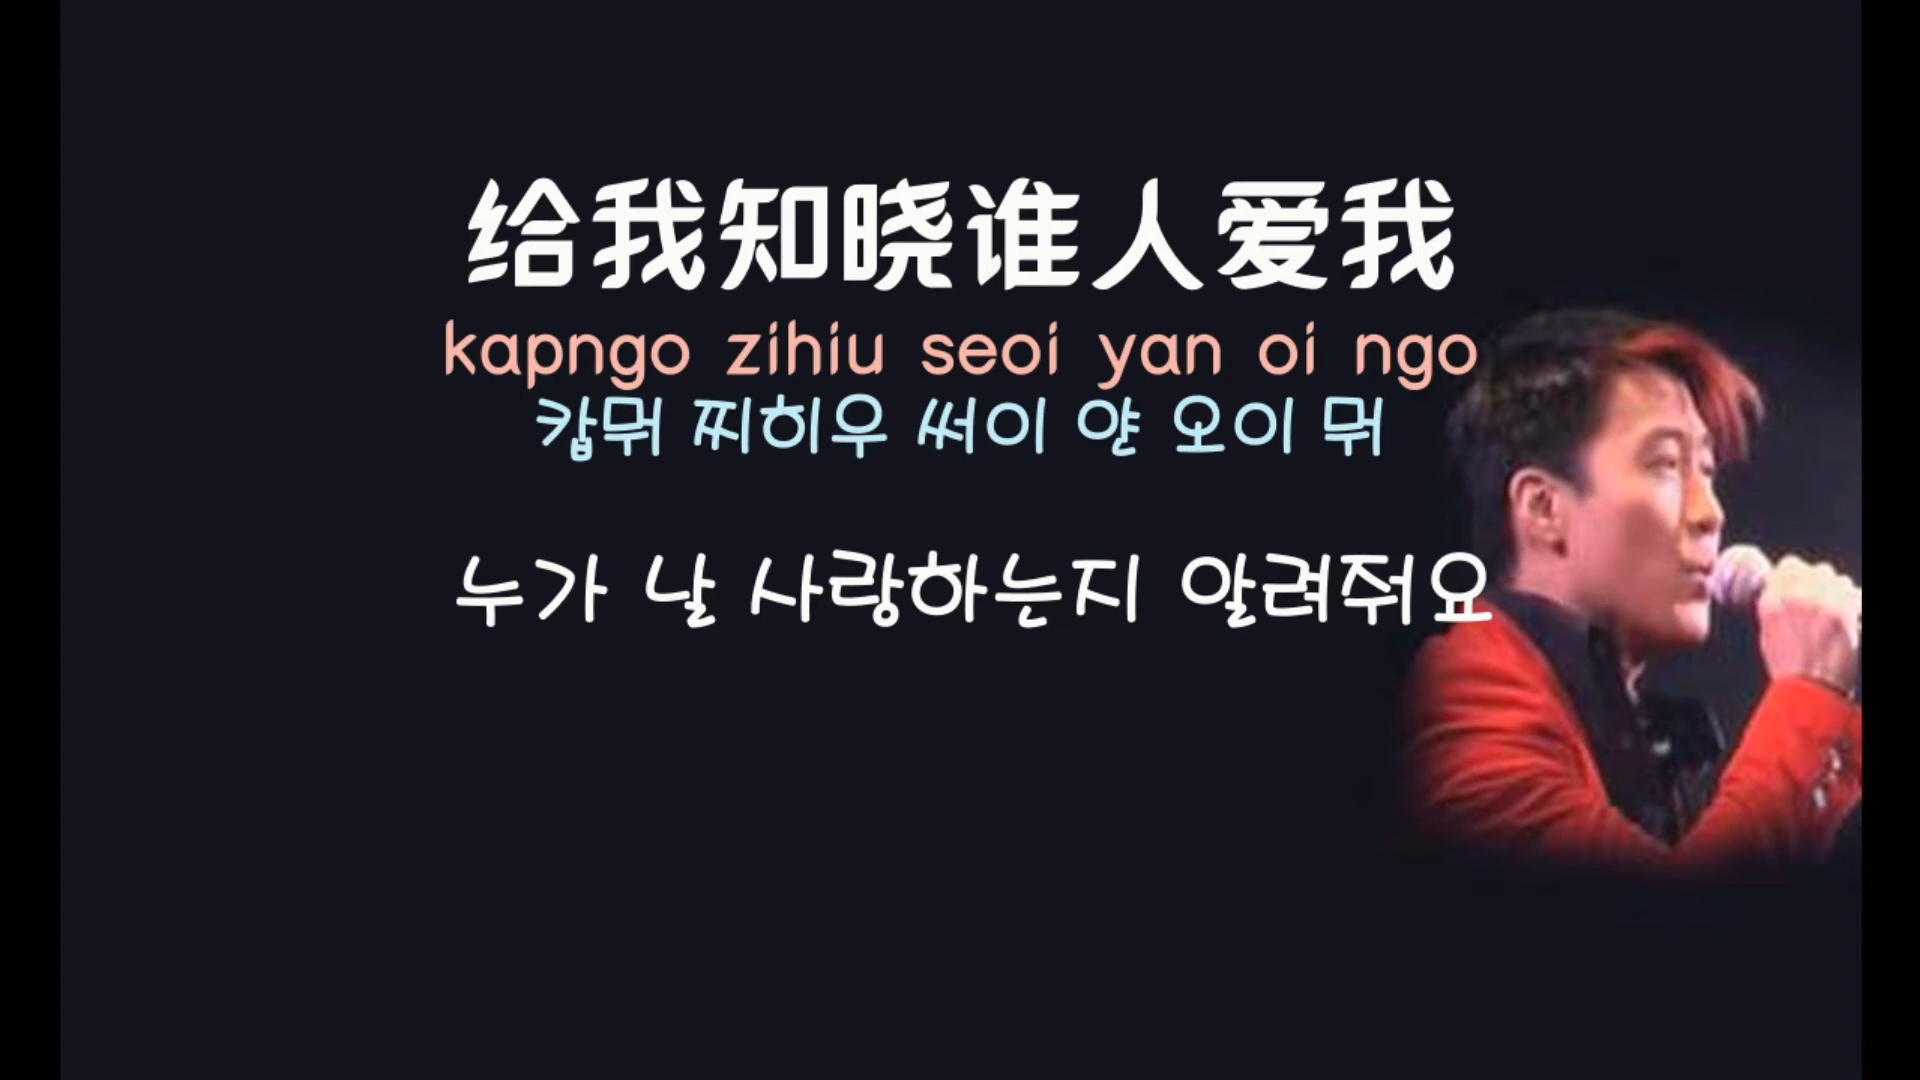 给我知晓谁人爱我
kapngo zihiu seoi yan oi ngo
캅뭐 찌히우 써이 얀 오이 뭐
누가 날 사랑하는지 알려줘요